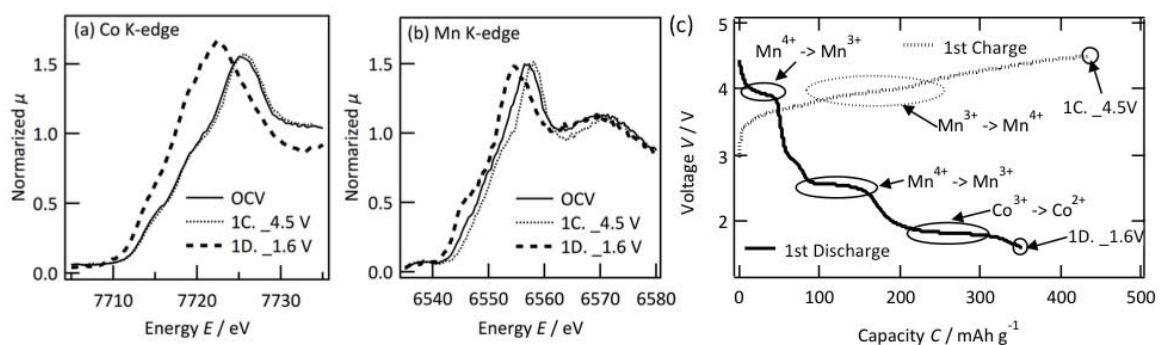 (a) Co K-edge
Normarized μ
1.5
1.0
0.5
0.0
OCV
1C. _4.5 V
1D. _1.6 V
7710 7720 7730
Energy E / eV
(b) Mn K-edge
Normarized μ
1.5
1.0
0.5
0.0
OCV
1C. _4.5 V
1D. _1.6 V
6540 6550 6560 6570 6580
Energy E / eV
(c)
Voltage V / V
5
4
3
2
Mn⁴⁺ -> Mn³⁺
1st Charge
1C. _4.5V
Mn³⁺ -> Mn⁴⁺
Mn⁴⁺ -> Mn³⁺
Co³⁺ -> Co²⁺
1D. _1.6V
1st Discharge
0 100 200 300 400 500
Capacity C / mAh g⁻¹